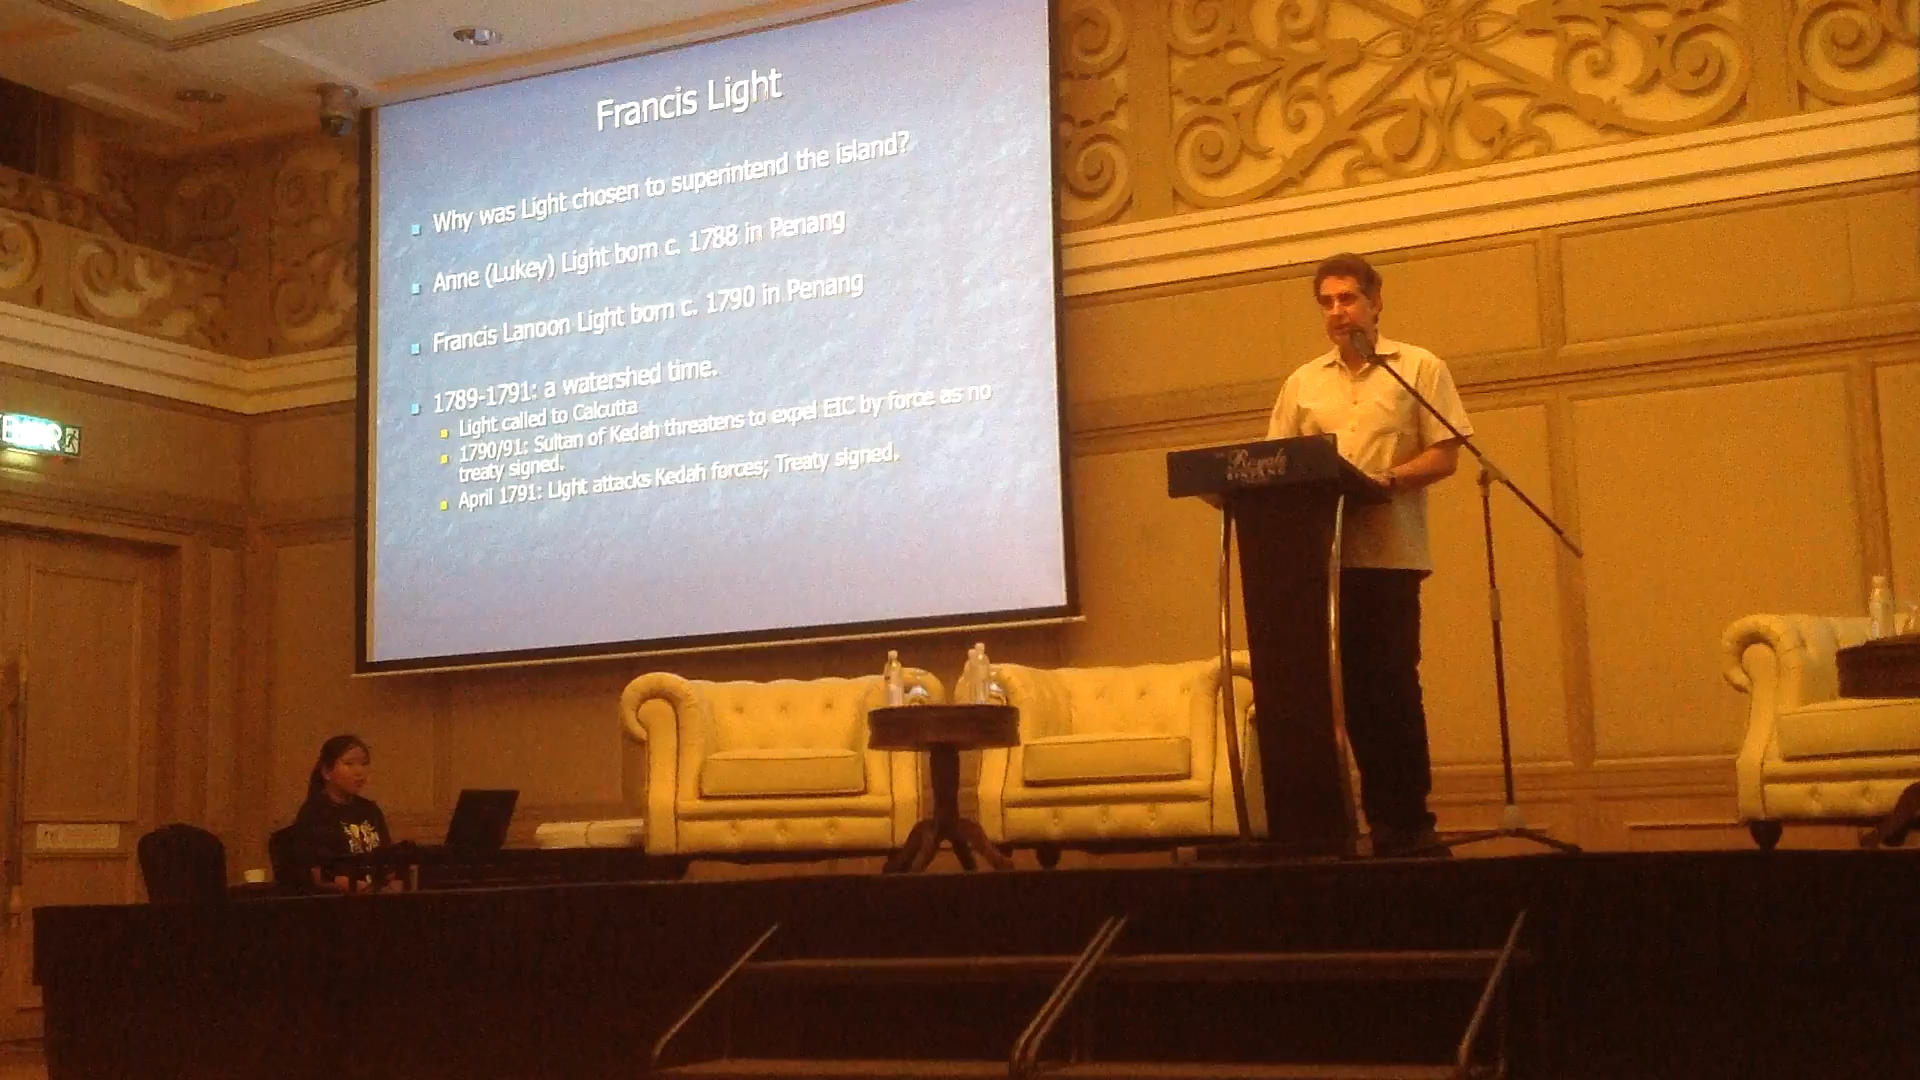 Francis Light
Why was Light chosen to superintend the island?
Anne (Lukey) Light born c. 1788 in Penang
Francis Lanoon Light born c. 1790 in Penang
1789-1791: a watershed time.
Light called to Calcutta
1790/91: Sultan of Kedah threatens to expel EIC by force as no
treaty signed.
April 1791: Light attacks Kedah forces; Treaty signed.
Royale
BINTANG